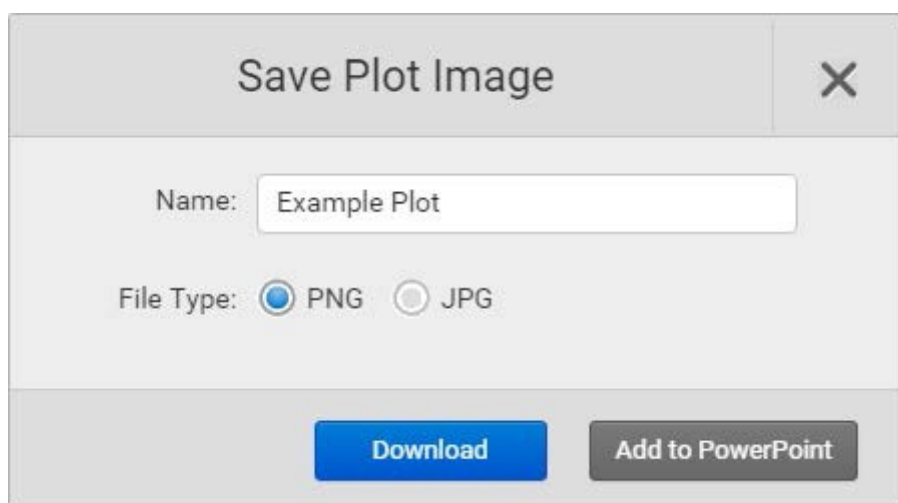 Save Plot Image
Name: Example Plot
File Type: PNG JPG
Download Add to PowerPoint